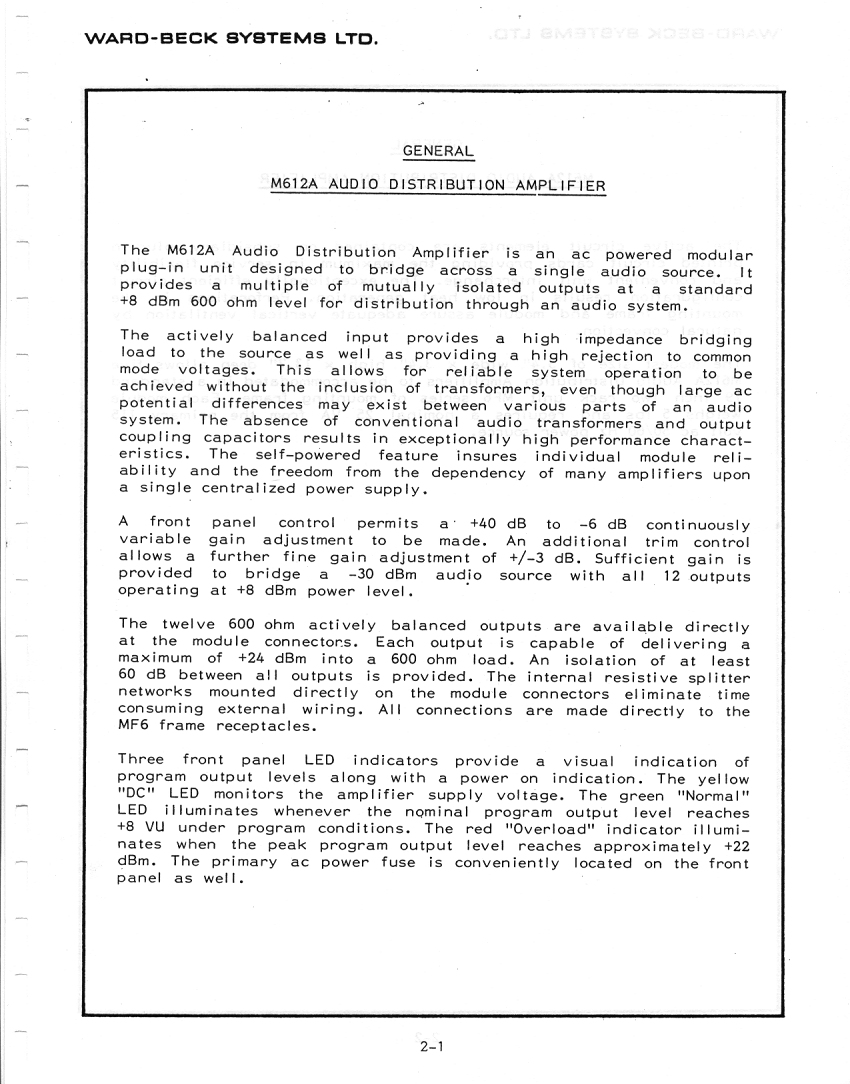 WARD-BECK SYSTEMS LTD.
GENERAL
M612A AUDIO DISTRIBUTION AMPLIFIER
The M612A Audio Distribution Amplifier is an ac powered modular
plug-in unit designed to bridge across a single audio source. It
provides a multiple of mutually isolated outputs at a standard
+8 dBm 600 ohm level for distribution through an audio system.
The actively balanced input provides a high impedance bridging
load to the source as well as providing a high rejection to common
mode voltages. This allows for reliable system operation to be
achieved without the inclusion of transformers, even though large ac
potential differences may exist between various parts of an audio
system. The absence of conventional audio transformers and output
coupling capacitors results in exceptionally high performance charact-
eristics. The self-powered feature insures individual module reli-
ability and the freedom from the dependency of many amplifiers upon
a single centralized power supply.
A front panel control permits a +40 dB to -6 dB continuously
variable gain adjustment to be made. An additional trim control
allows a further fine gain adjustment of +/-3 dB. Sufficient gain is
provided to bridge a -30 dBm audio source with all 12 outputs
operating at +8 dBm power level.
The twelve 600 ohm actively balanced outputs are available directly
at the module connectors. Each output is capable of delivering a
maximum of +24 dBm into a 600 ohm load. An isolation of at least
60 dB between all outputs is provided. The internal resistive splitter
networks mounted directly on the module connectors eliminate time
consuming external wiring. All connections are made directly to the
MF6 frame receptacles.
Three front panel LED indicators provide a visual indication of
program output levels along with a power on indication. The yellow
"DC" LED monitors the amplifier supply voltage. The green "Normal"
LED illuminates whenever the nominal program output level reaches
+8 VU under program conditions. The red "Overload" indicator illumi-
nates when the peak program output level reaches approximately +22
dBm. The primary ac power fuse is conveniently located on the front
panel as well.
2-1